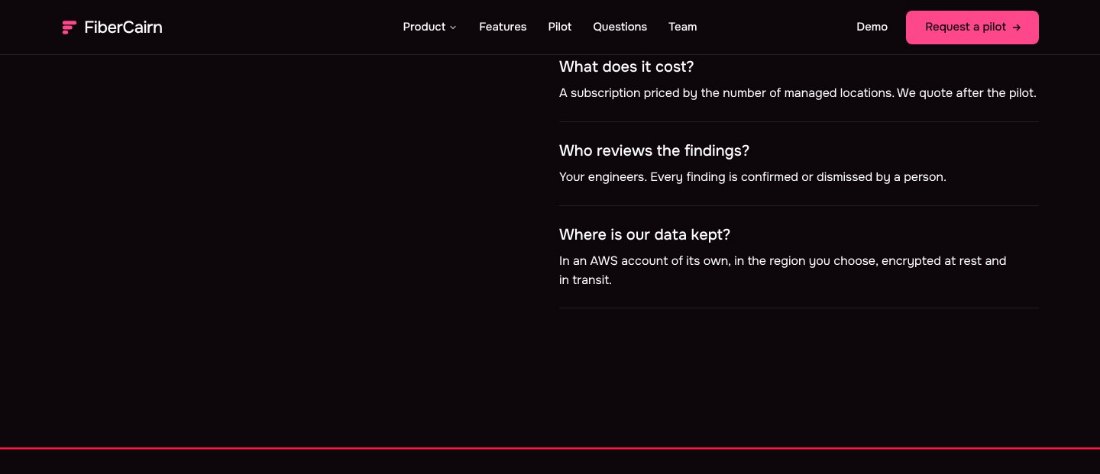 FiberCairn
Product
Features
Pilot
Questions
Team
Demo
Request a pilot →
What does it cost?
A subscription priced by the number of managed locations. We quote after the pilot.
Who reviews the findings?
Your engineers. Every finding is confirmed or dismissed by a person.
Where is our data kept?
In an AWS account of its own, in the region you choose, encrypted at rest and
in transit.